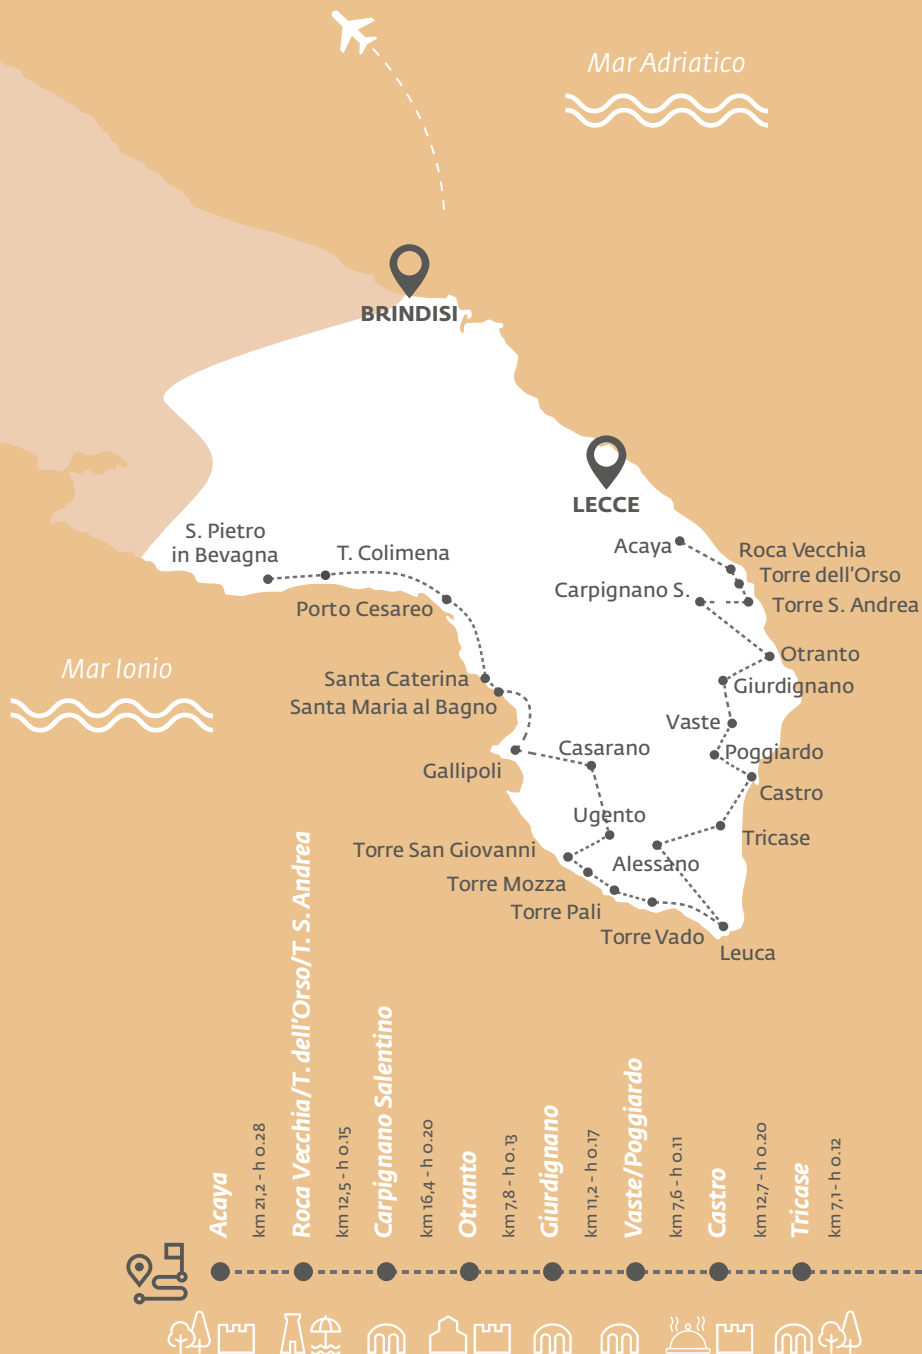 Mar Adriatico
BRINDISI
LECCE
S. Pietro
in Bevagna
T. Colimena
Acaya
Roca Vecchia
Torre dell'Orso
Carpignano S.
Torre S. Andrea
Porto Cesareo
Otranto
Mar Ionio
Santa Caterina
Giurdignano
Santa Maria al Bagno
Vaste
Casarano
Poggiardo
Gallipoli
Castro
Ugento
Tricase
Torre San Giovanni
Alessano
Torre Mozza
Torre Pali
Torre Vado
Leuca
Acaya
km 21,2 - h 0.28
Roca Vecchia/T. dell'Orso/T. S. Andrea
km 12,5 - h 0.15
Carpignano Salentino
km 16,4 - h 0.20
Otranto
km 7,8 - h 0.13
Giurdignano
km 11,2 - h 0.17
Vaste/Poggiardo
km 7,6 - h 0.11
Castro
km 12,7 - h 0.20
Tricase
km 7,1 - h 0.12